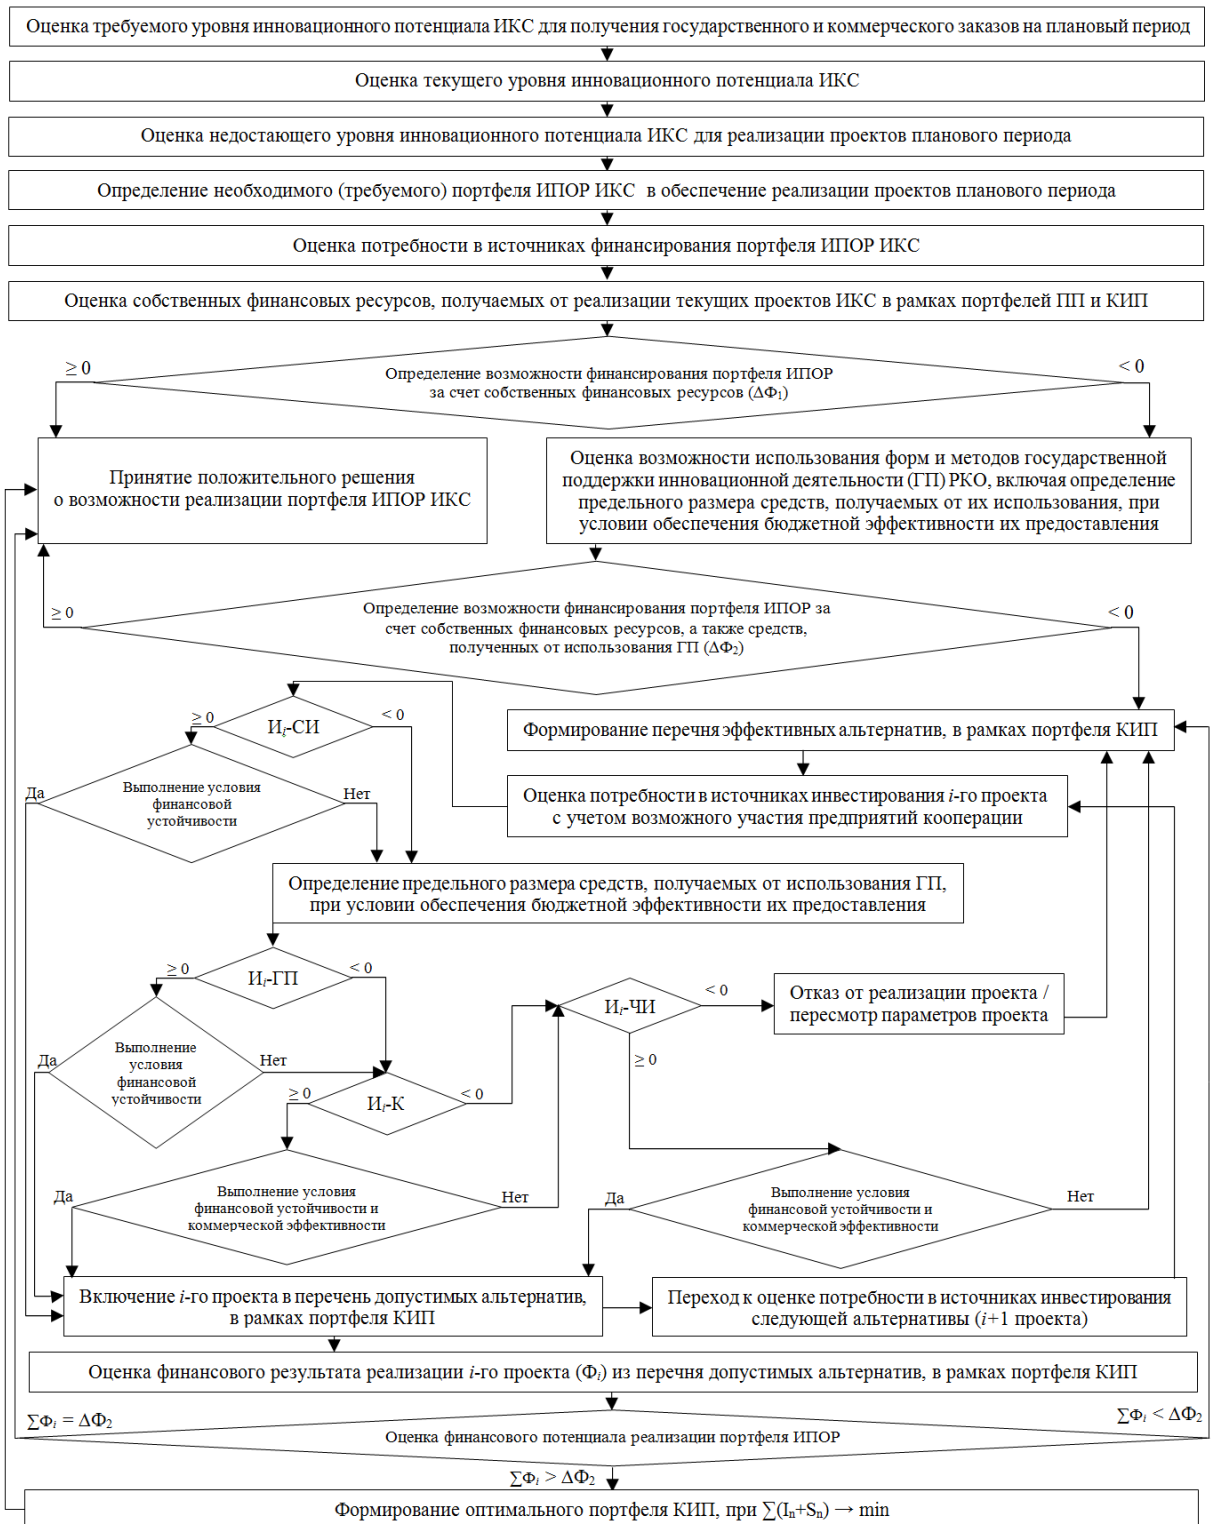 Оценка требуемого уровня инновационного потенциала ИКС для получения государственного и коммерческого заказов на плановый период
Оценка текущего уровня инновационного потенциала ИКС
Оценка недостающего уровня инновационного потенциала ИКС для реализации проектов планового периода
Определение необходимого (требуемого) портфеля ИПОР ИКС в обеспечение реализации проектов планового периода
Оценка потребности в источниках финансирования портфеля ИПОР ИКС
Оценка собственных финансовых ресурсов, получаемых от реализации текущих проектов ИКС в рамках портфелей ПП и КИП
≥ 0
Определение возможности финансирования портфеля ИПОР
за счет собственных финансовых ресурсов (ΔФ₁)
< 0
Принятие положительного решения
о возможности реализации портфеля ИПОР ИКС
Оценка возможности использования форм и методов государственной
поддержки инновационной деятельности (ГП) РКО, включая определение
предельного размера средств, получаемых от их использования, при
условии обеспечения бюджетной эффективности их предоставления
≥ 0
Определение возможности финансирования портфеля ИПОР за
счет собственных финансовых ресурсов, а также средств,
полученных от использования ГП (ΔФ₂)
< 0
≥ 0
Иᵢ-СИ
< 0
Формирование перечня эффективных альтернатив, в рамках портфеля КИП
Да
Выполнение условия
финансовой
устойчивости
Нет
Оценка потребности в источниках инвестирования i-го проекта
с учетом возможного участия предприятий кооперации
Определение предельного размера средств, получаемых от использования ГП,
при условии обеспечения бюджетной эффективности их предоставления
≥ 0
Иᵢ-ГП
< 0
Иᵢ-ЧИ
< 0
≥ 0
Отказ от реализации проекта /
пересмотр параметров проекта
Да
Выполнение
условия
финансовой
устойчивости
Нет
≥ 0
Иᵢ-К
< 0
Да
Выполнение условия
финансовой устойчивости и
коммерческой эффективности
Нет
Да
Выполнение условия
финансовой устойчивости и
коммерческой эффективности
Нет
Включение i-го проекта в перечень допустимых альтернатив,
в рамках портфеля КИП
Переход к оценке потребности в источниках инвестирования
следующей альтернативы (i+1 проекта)
Оценка финансового результата реализации i-го проекта (Фᵢ) из перечня допустимых альтернатив, в рамках портфеля КИП
∑Фᵢ = ΔФ₂
Оценка финансового потенциала реализации портфеля ИПОР
∑Фᵢ < ΔФ₂
∑Фᵢ > ΔФ₂
Формирование оптимального портфеля КИП, при ∑(Iₙ+Sₙ) → min